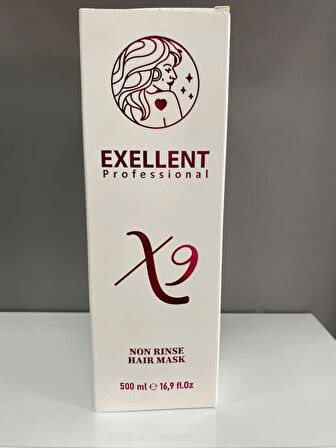 EXELLENT
Professional
X9
NON RINSE
HAIR MASK
500 ml e 16,9 fl.Oz